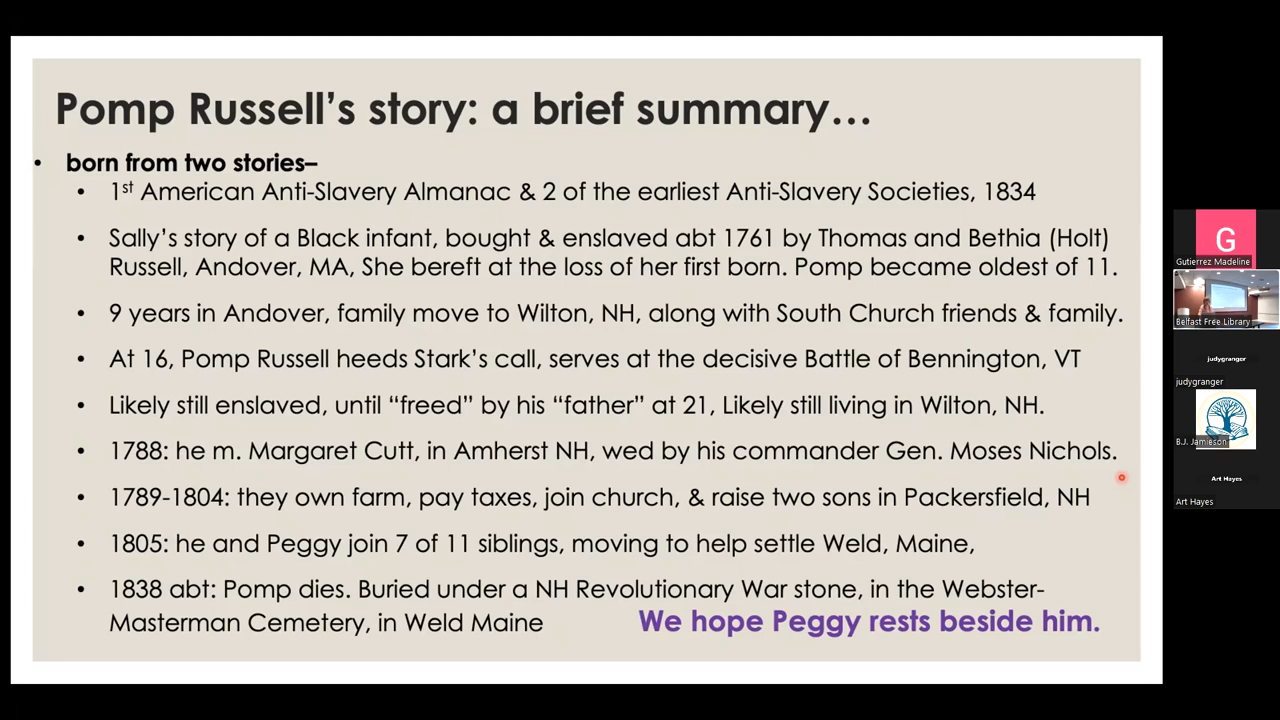 Pomp Russell's story: a brief summary…
• born from two stories–
• 1st American Anti-Slavery Almanac & 2 of the earliest Anti-Slavery Societies, 1834
• Sally's story of a Black infant, bought & enslaved abt 1761 by Thomas and Bethia (Holt)
Russell, Andover, MA, She bereft at the loss of her first born. Pomp became oldest of 11.
• 9 years in Andover, family move to Wilton, NH, along with South Church friends & family.
• At 16, Pomp Russell heeds Stark's call, serves at the decisive Battle of Bennington, VT
• Likely still enslaved, until "freed" by his "father" at 21, Likely still living in Wilton, NH.
• 1788: he m. Margaret Cutt, in Amherst NH, wed by his commander Gen. Moses Nichols.
• 1789-1804: they own farm, pay taxes, join church, & raise two sons in Packersfield, NH
• 1805: he and Peggy join 7 of 11 siblings, moving to help settle Weld, Maine,
• 1838 abt: Pomp dies. Buried under a NH Revolutionary War stone, in the Webster-
Masterman Cemetery, in Weld Maine We hope Peggy rests beside him.
G
Gutierrez Madeline
Belfast Free Library
judygranger
judygranger
B.J. Jamieson
Art Hayes
Art Hayes